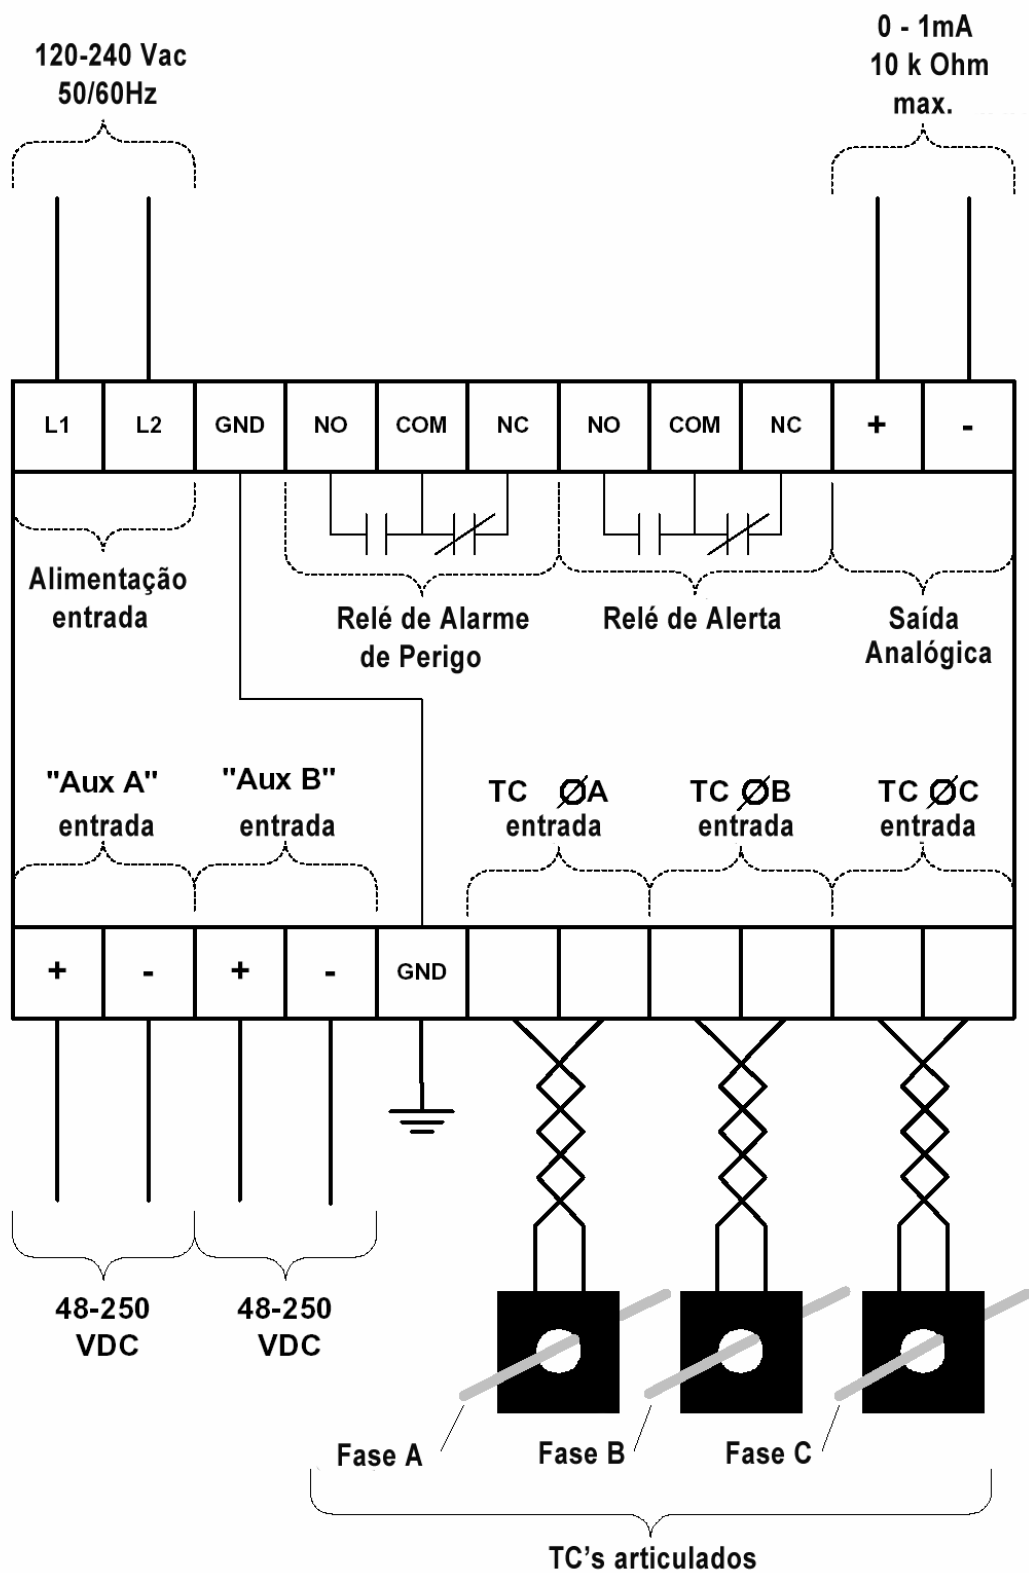 120-240 Vac
50/60Hz
0 - 1mA
10 k Ohm
max.
L1 L2 GND NO COM NC NO COM NC + -
Alimentação
entrada
Relé de Alarme
de Perigo
Relé de Alerta
Saída
Analógica
"Aux A"
entrada
"Aux B"
entrada
TC ØA
entrada
TC ØB
entrada
TC ØC
entrada
+ - + - GND
48-250
VDC
48-250
VDC
Fase A
Fase B
Fase C
TC’s articulados